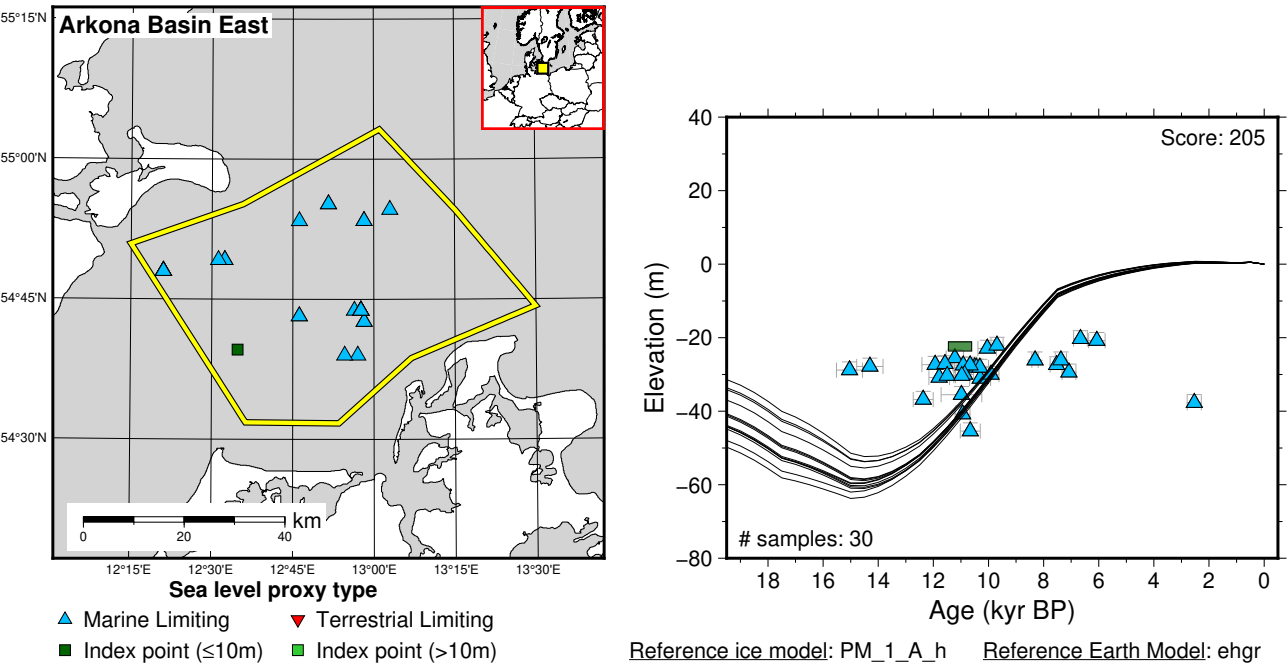 Arkona Basin East
55°15'N
55°00'N
54°45'N
54°30'N
km
0 20 40
12°15'E 12°30'E 12°45'E 13°00'E 13°15'E 13°30'E
Sea level proxy type
Marine Limiting
Terrestrial Limiting
Index point (≤10m)
Index point (>10m)
Score: 205
40
20
0
−20
−40
−60
−80
Elevation (m)
# samples: 30
18 16 14 12 10 8 6 4 2 0
Age (kyr BP)
Reference ice model: PM_1_A_h Reference Earth Model: ehgr